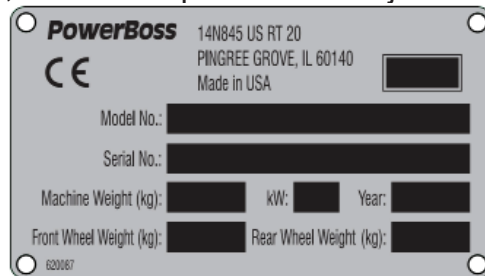 PowerBoss
14N845 US RT 20
PINGREE GROVE, IL 60140
Made in USA
CE
Model No.:
Serial No.:
Machine Weight (kg): kW: Year:
Front Wheel Weight (kg): Rear Wheel Weight (kg):
620087